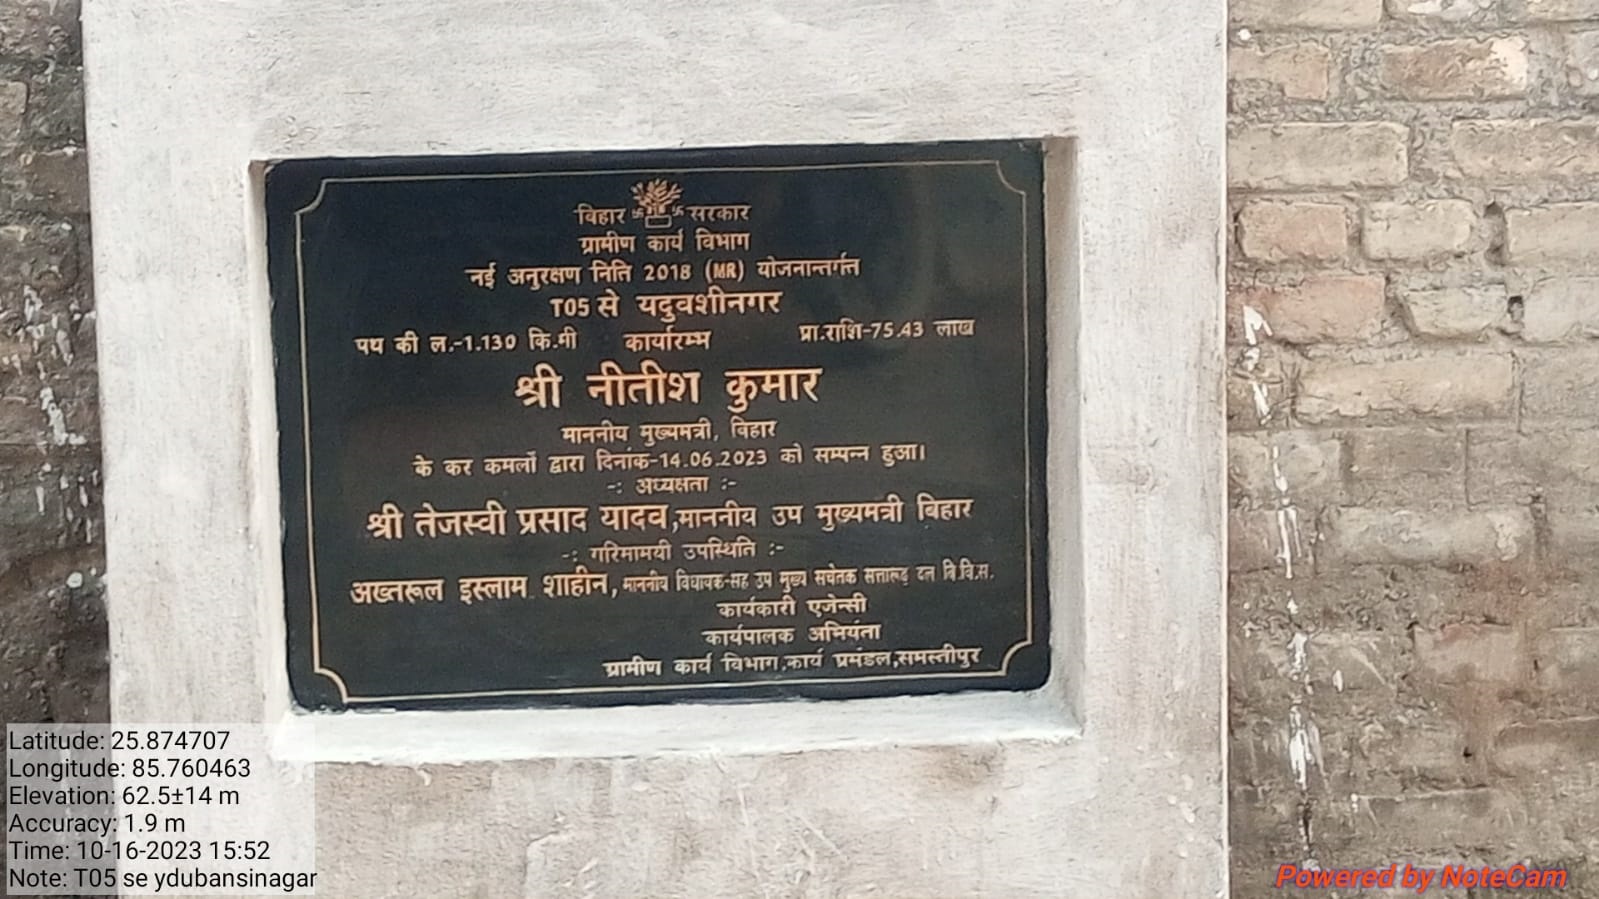 बिहार सरकार
ग्रामीण कार्य विभाग
नई अनुरक्षण निति 2018 (MR) योजनान्तर्गत
T05 से यदुवशीनगर
पथ की ल.-1.130 कि.मी कार्यारम्भ प्रा.राशि-75.43 लाख
श्री नीतीश कुमार
माननीय मुख्यमत्री, बिहार
के कर कमलों द्वारा दिनांक-14.06.2023 को सम्पन्न हुआ।
-: अध्यक्षता :-
श्री तेजस्वी प्रसाद यादव,माननीय उप मुख्यमत्री बिहार
-: गरिमामयी उपस्थिति :-
अख्तरूल इस्लाम शाहीन, माननीय विधायक-सह उप मुख्य सचेतक सत्तारूढ़ दल बि.वि.स.
कार्यकारी एजेन्सी
कार्यपालक अभियंता
ग्रामीण कार्य विभाग,कार्य प्रमंडल,समस्तीपुर
Latitude: 25.874707
Longitude: 85.760463
Elevation: 62.5±14 m
Accuracy: 1.9 m
Time: 10-16-2023 15:52
Note: T05 se ydubansinagar
Powered by NoteCam